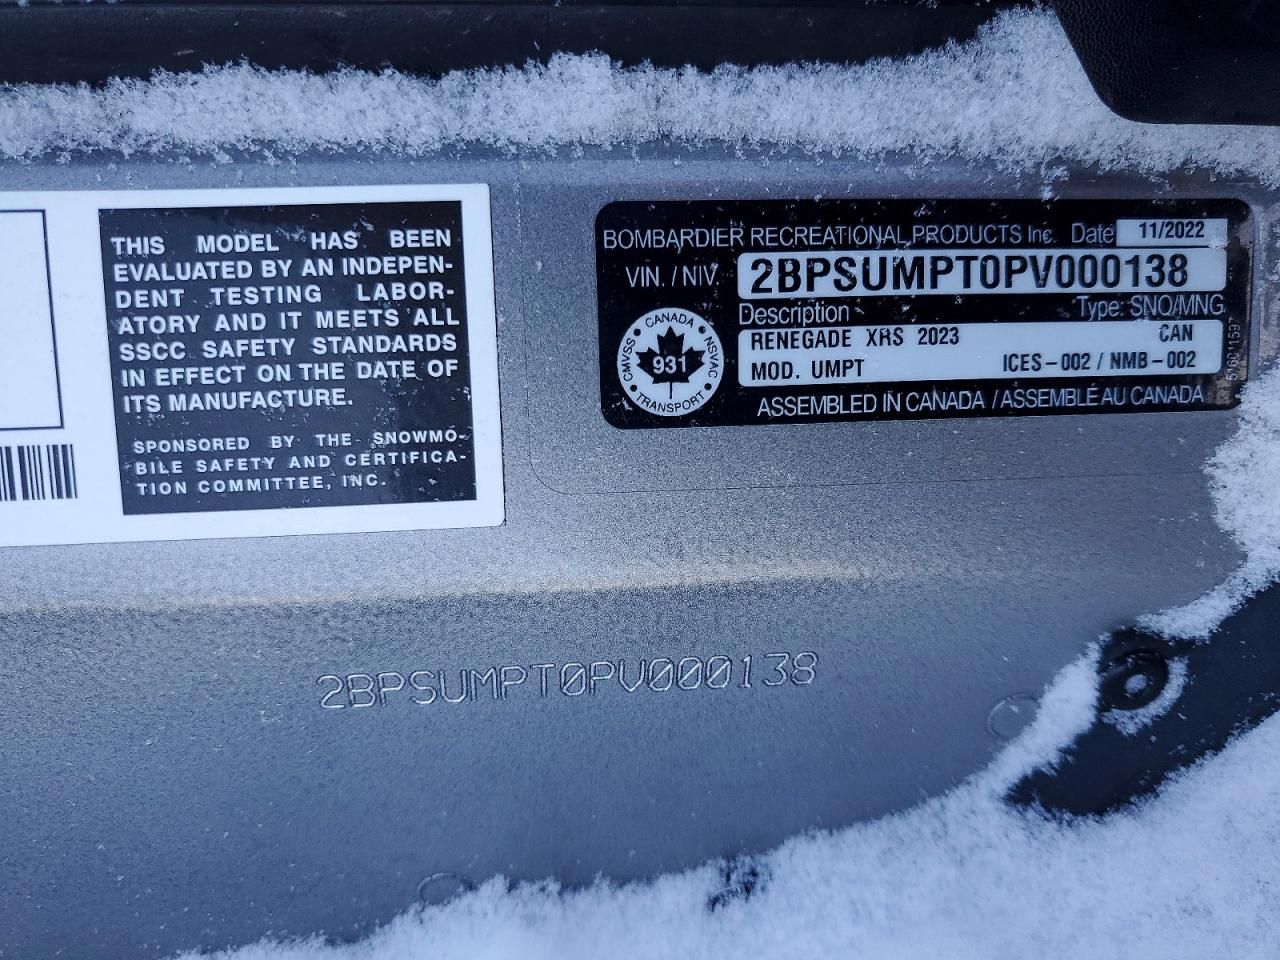 THIS MODEL HAS BEEN
EVALUATED BY AN INDEPEN-
DENT TESTING LABOR-
ATORY AND IT MEETS ALL
SSCC SAFETY STANDARDS
IN EFFECT ON THE DATE OF
ITS MANUFACTURE.
SPONSORED BY THE SNOWMO-
BILE SAFETY AND CERTIFICA-
TION COMMITTEE, INC.
BOMBARDIER RECREATIONAL PRODUCTS Inc. Date 11/2022
VIN. / NIV 2BPSUMPT0PV000138
Description Type: SNO/MNG
RENEGADE XRS 2023 CAN
MOD. UMPT ICES-002 / NMB-002
ASSEMBLED IN CANADA / ASSEMBLÉ AU CANADA
CANADA
CMVSS 931 NSVAC
TRANSPORT
2BPSUMPT0PV000138